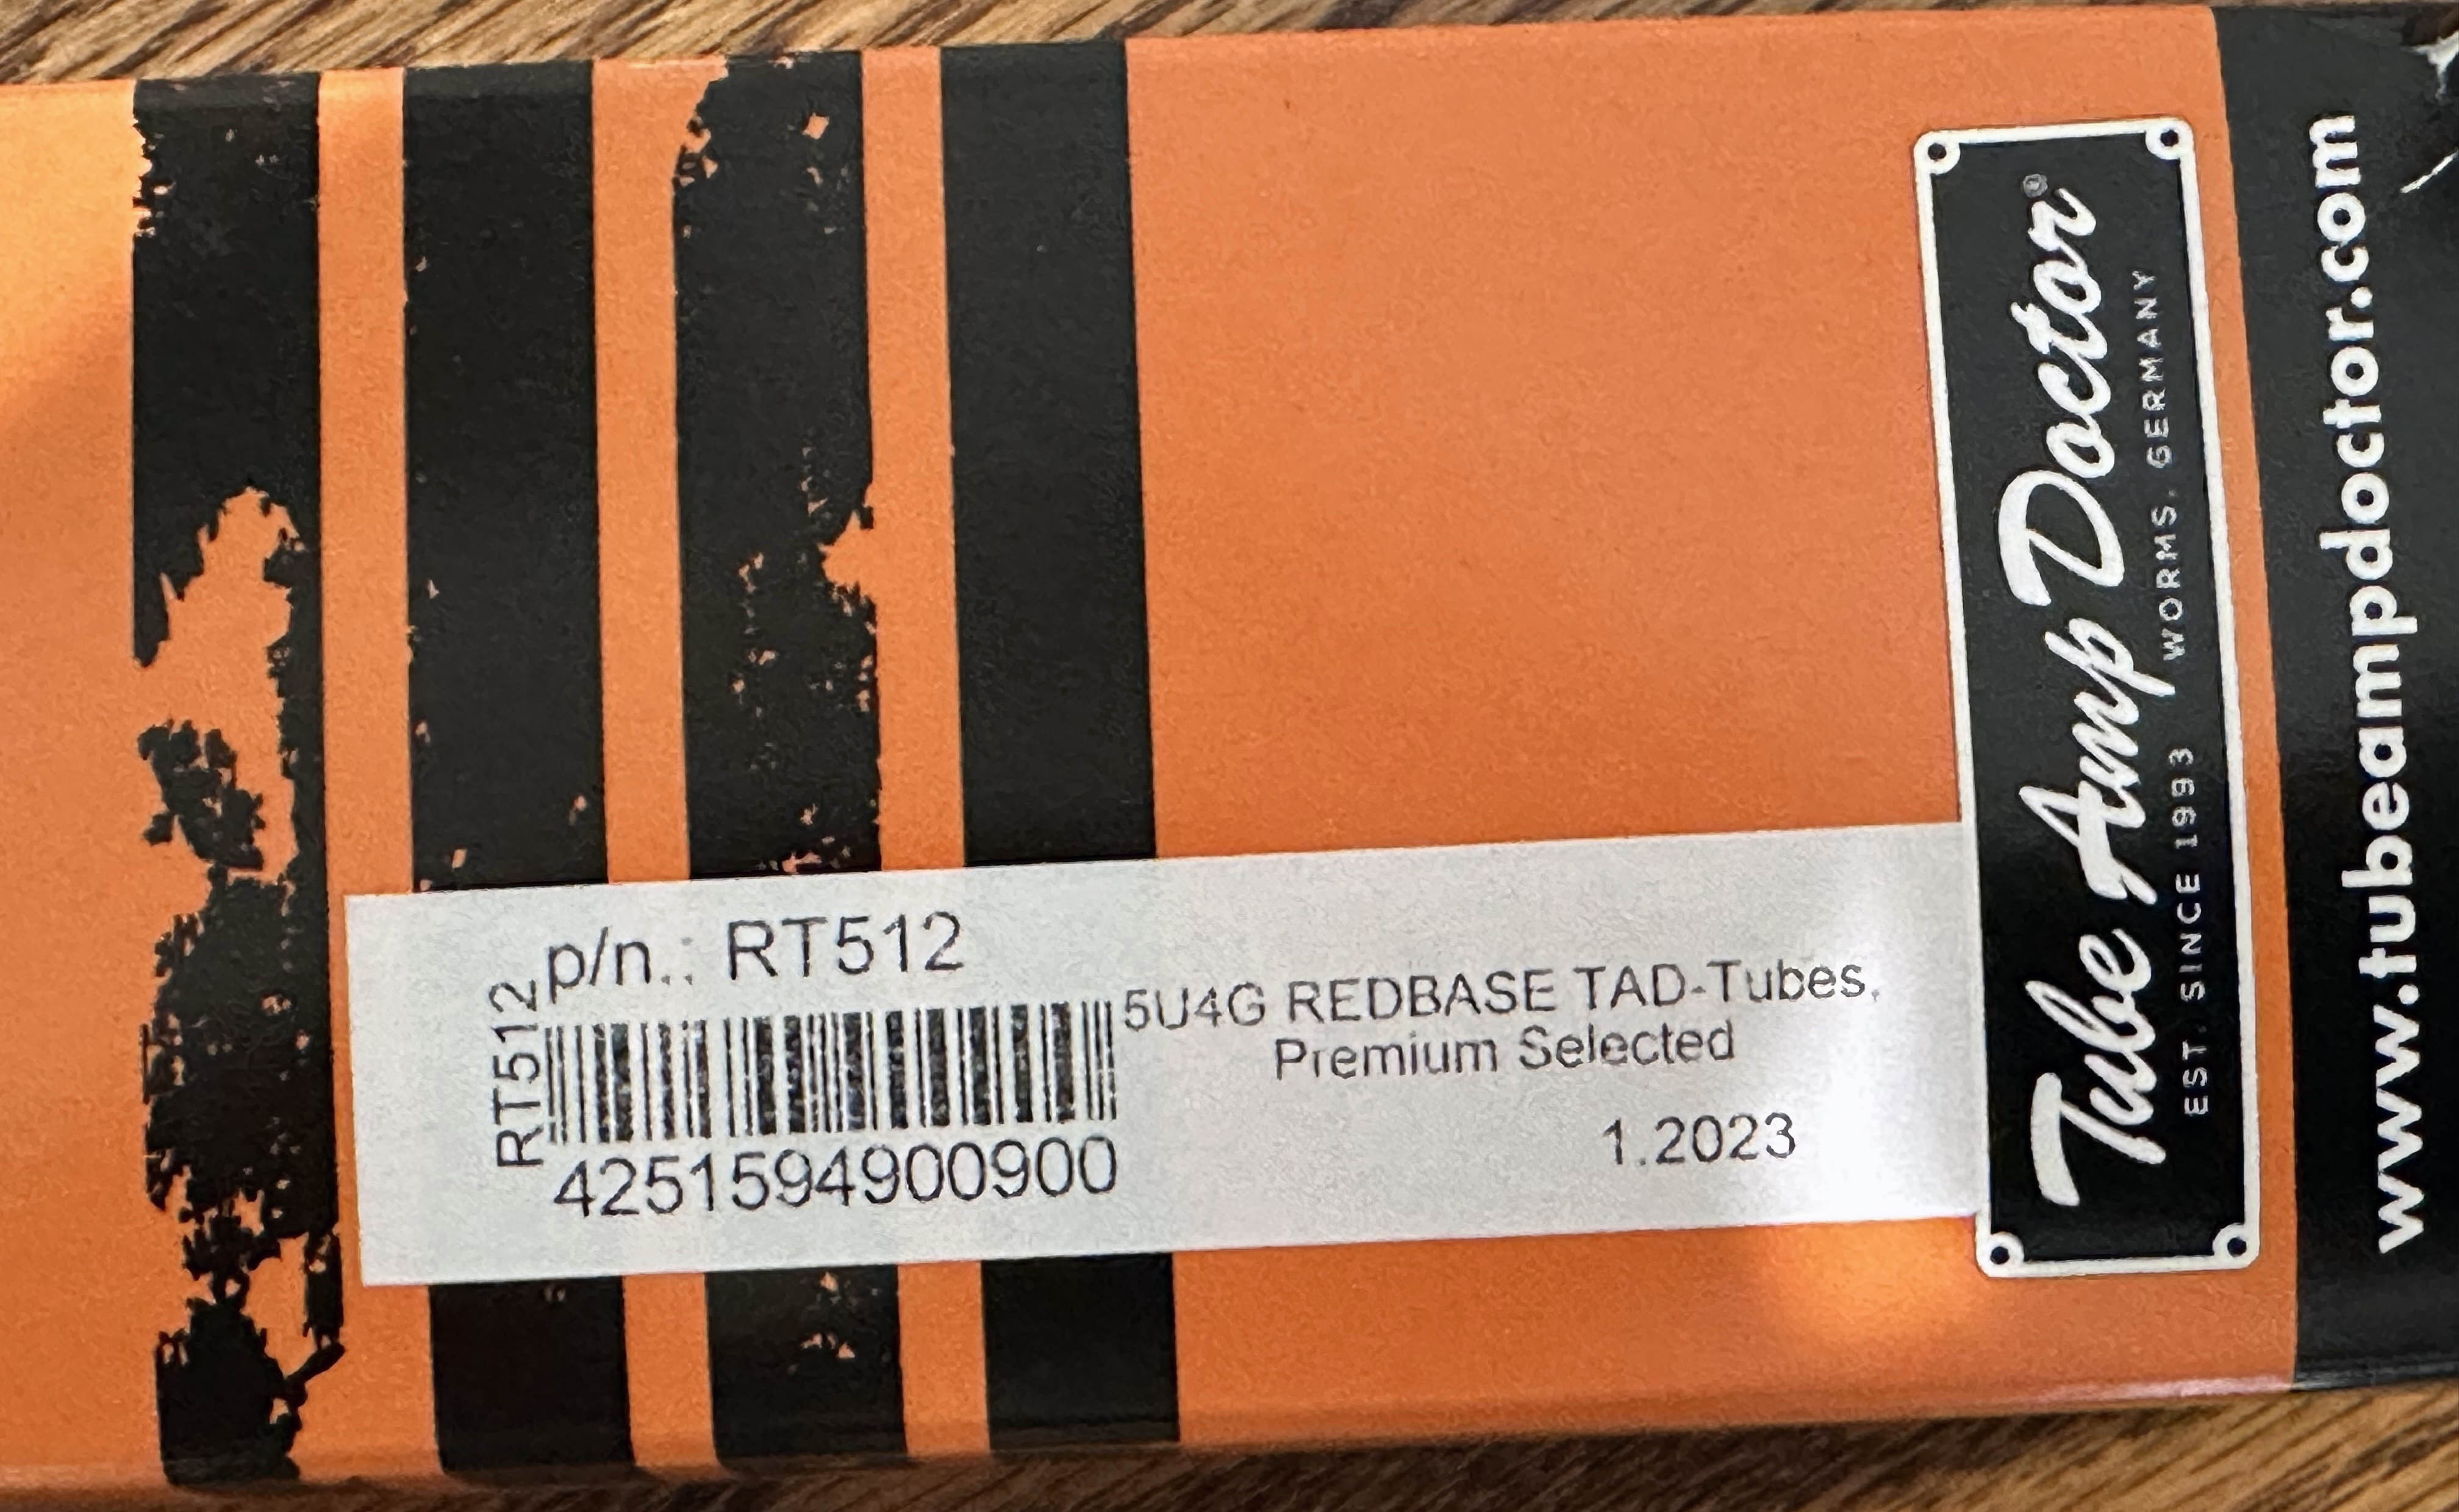 p/n.: RT512
RT512
4251594900900
5U4G REDBASE TAD-Tubes,
Premium Selected
1.2023
Tube Amp Doctor®
EST. SINCE 1993 WORMS, GERMANY
www.tubeampdoctor.com